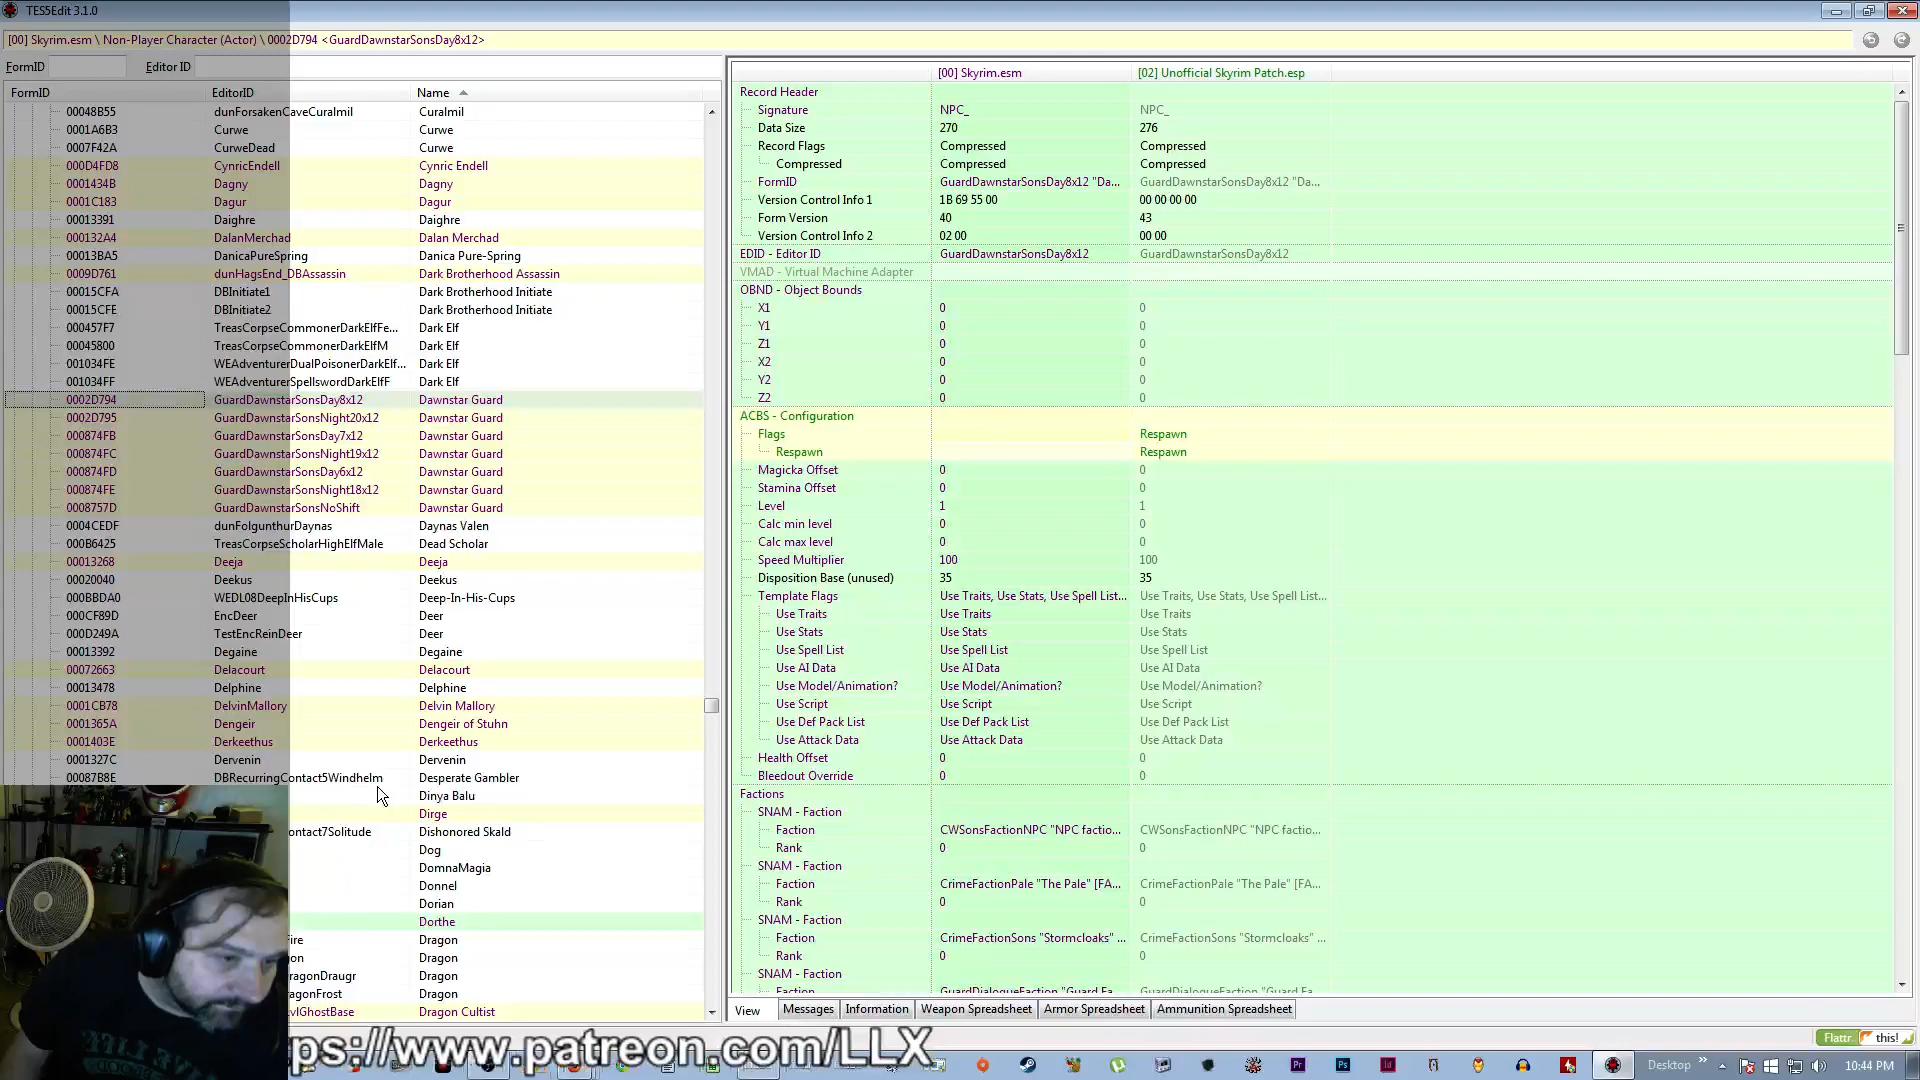 TES5Edit 3.1.0
[00] Skyrim.esm \ Non-Player Character (Actor) \ 0002D794 <GuardDawnstarSonsDay8x12>
FormID Editor ID
FormID EditorID Name
00048B55 dunForsakenCaveCuralmil Curalmil
0001A6B3 Curwe Curwe
0007F42A CurweDead Curwe
000D4FD8 CynricEndell Cynric Endell
0001434B Dagny Dagny
0001C183 Dagur Dagur
00013391 Daighre Daighre
000132A4 DalanMerchad Dalan Merchad
00013BA5 DanicaPureSpring Danica Pure-Spring
0009D761 dunHagsEnd_DBAssassin Dark Brotherhood Assassin
00015CFA DBInitiate1 Dark Brotherhood Initiate
00015CFE DBInitiate2 Dark Brotherhood Initiate
000457F7 TreasCorpseCommonerDarkElfFe... Dark Elf
00045800 TreasCorpseCommonerDarkElfM Dark Elf
001034FE WEAdventurerDualPoisonerDarkElf... Dark Elf
001034FF WEAdventurerSpellswordDarkElfF Dark Elf
0002D794 GuardDawnstarSonsDay8x12 Dawnstar Guard
0002D795 GuardDawnstarSonsNight20x12 Dawnstar Guard
000874FB GuardDawnstarSonsDay7x12 Dawnstar Guard
000874FC GuardDawnstarSonsNight19x12 Dawnstar Guard
000874FD GuardDawnstarSonsDay6x12 Dawnstar Guard
000874FE GuardDawnstarSonsNight18x12 Dawnstar Guard
0008757D GuardDawnstarSonsNoShift Dawnstar Guard
0004CEDF dunFolgunthurDaynas Daynas Valen
000B6425 TreasCorpseScholarHighElfMale Dead Scholar
00013268 Deeja Deeja
00020040 Deekus Deekus
000BBDA0 WEDL08DeepInHisCups Deep-In-His-Cups
000CF89D EncDeer Deer
000D249A TestEncReinDeer Deer
00013392 Degaine Degaine
00072663 Delacourt Delacourt
00013478 Delphine Delphine
0001CB78 DelvinMallory Delvin Mallory
0001365A Dengeir Dengeir of Stuhn
0001403E Derkeethus Derkeethus
0001327C Dervenin Dervenin
00087B8E DBRecurringContact5Windhelm Desperate Gambler
Dinya Balu
Dirge
ontact7Solitude Dishonored Skald
Dog
DomnaMagia
Donnel
Dorian
Dorthe
ire Dragon
on Dragon
ragonDraugr Dragon
ragonFrost Dragon
vlGhostBase Dragon Cultist
[00] Skyrim.esm [02] Unofficial Skyrim Patch.esp
Record Header
Signature NPC_ NPC_
Data Size 270 276
Record Flags Compressed Compressed
Compressed Compressed Compressed
FormID GuardDawnstarSonsDay8x12 "Da... GuardDawnstarSonsDay8x12 "Da...
Version Control Info 1 1B 69 55 00 00 00 00 00
Form Version 40 43
Version Control Info 2 02 00 00 00
EDID - Editor ID GuardDawnstarSonsDay8x12 GuardDawnstarSonsDay8x12
VMAD - Virtual Machine Adapter
OBND - Object Bounds
X1 0 0
Y1 0 0
Z1 0 0
X2 0 0
Y2 0 0
Z2 0 0
ACBS - Configuration
Flags Respawn
Respawn Respawn
Magicka Offset 0 0
Stamina Offset 0 0
Level 1 1
Calc min level 0 0
Calc max level 0 0
Speed Multiplier 100 100
Disposition Base (unused) 35 35
Template Flags Use Traits, Use Stats, Use Spell List... Use Traits, Use Stats, Use Spell List...
Use Traits Use Traits Use Traits
Use Stats Use Stats Use Stats
Use Spell List Use Spell List Use Spell List
Use AI Data Use AI Data Use AI Data
Use Model/Animation? Use Model/Animation? Use Model/Animation?
Use Script Use Script Use Script
Use Def Pack List Use Def Pack List Use Def Pack List
Use Attack Data Use Attack Data Use Attack Data
Health Offset 0 0
Bleedout Override 0 0
Factions
SNAM - Faction
Faction CWSonsFactionNPC "NPC factio... CWSonsFactionNPC "NPC factio...
Rank 0 0
SNAM - Faction
Faction CrimeFactionPale "The Pale" [FA... CrimeFactionPale "The Pale" [FA...
Rank 0 0
SNAM - Faction
Faction CrimeFactionSons "Stormcloaks" ... CrimeFactionSons "Stormcloaks" ...
Rank 0 0
SNAM - Faction
Faction GuardDialogueFaction "Guard Fa... GuardDialogueFaction "Guard Fa...
View Messages Information Weapon Spreadsheet Armor Spreadsheet Ammunition Spreadsheet
Flattr this!
ps://www.patreon.com/LLX
Desktop 10:44 PM